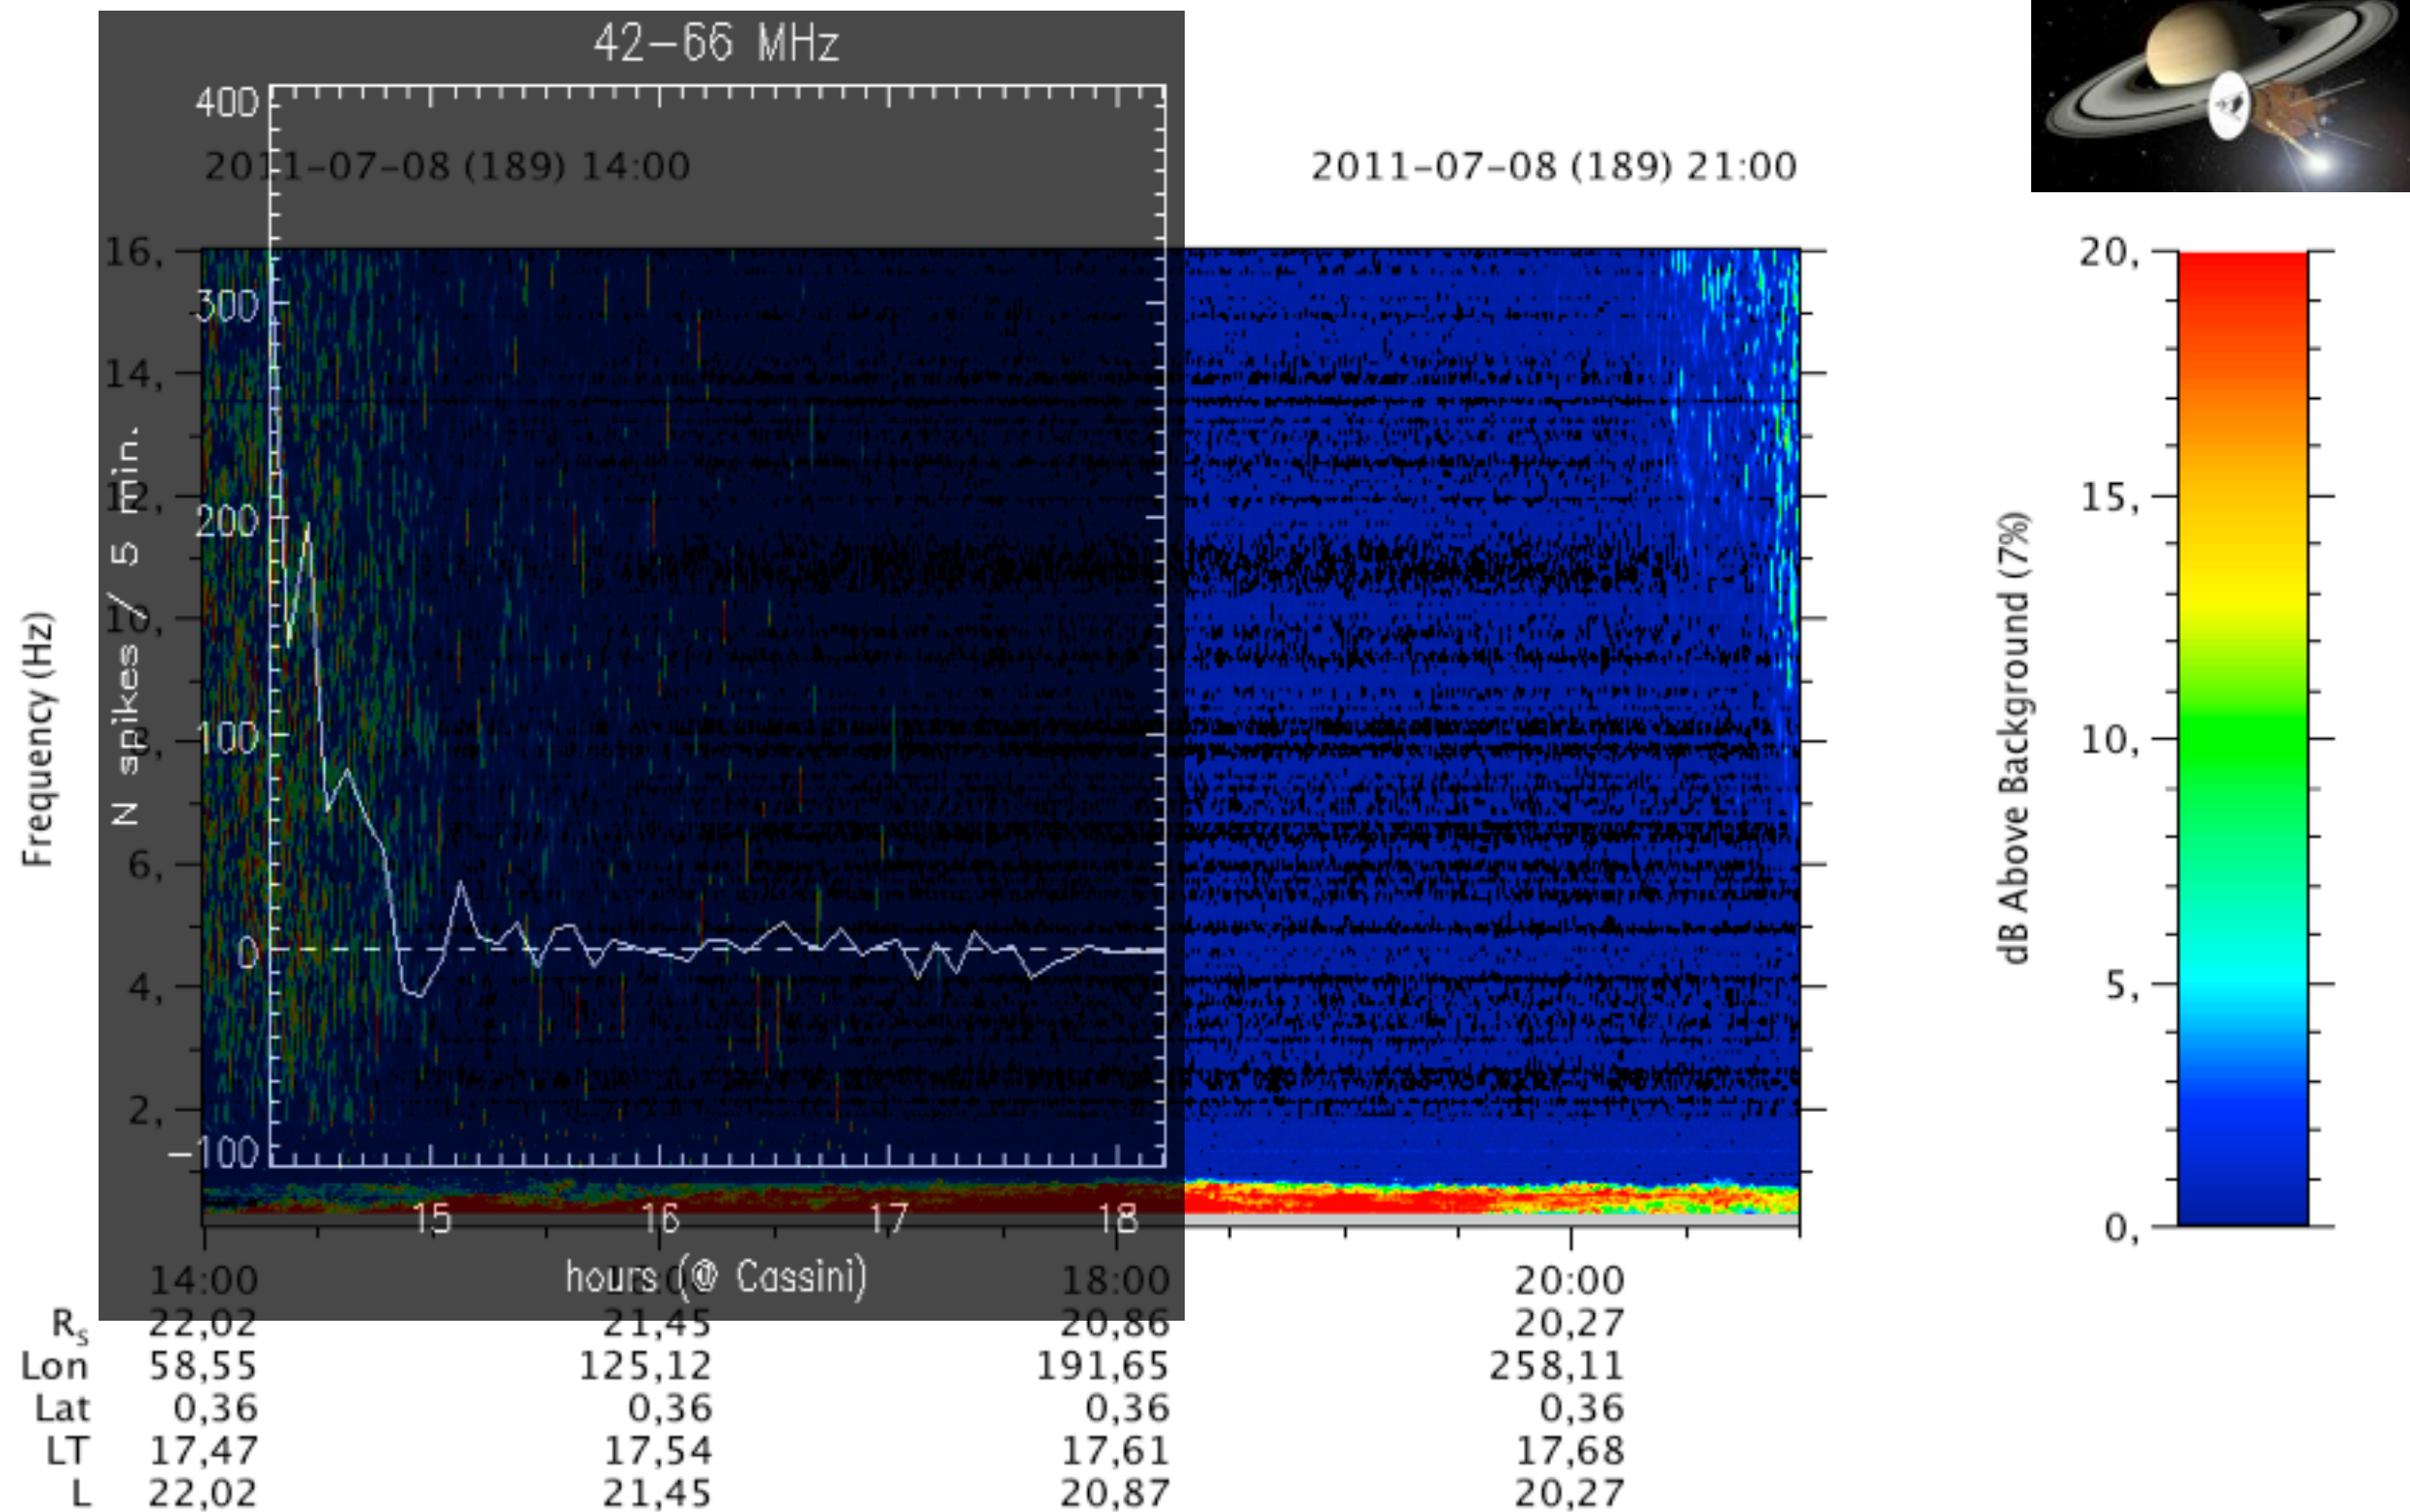 42-66 MHz
400
2011-07-08 (189) 14:00
2011-07-08 (189) 21:00
16,
20,
300
14,
12,
15,
200
10,
100
8,
10,
Frequency (Hz)
N spikes / 5 min.
dB Above Background (7%)
6,
0
4,
5,
2,
-100
15 16 17 18
0,
hours (@ Cassini)
14:00 18:00 20:00
Rs 22,02 21,45 20,86 20,27
Lon 58,55 125,12 191,65 258,11
Lat 0,36 0,36 0,36 0,36
LT 17,47 17,54 17,61 17,68
L 22,02 21,45 20,87 20,27